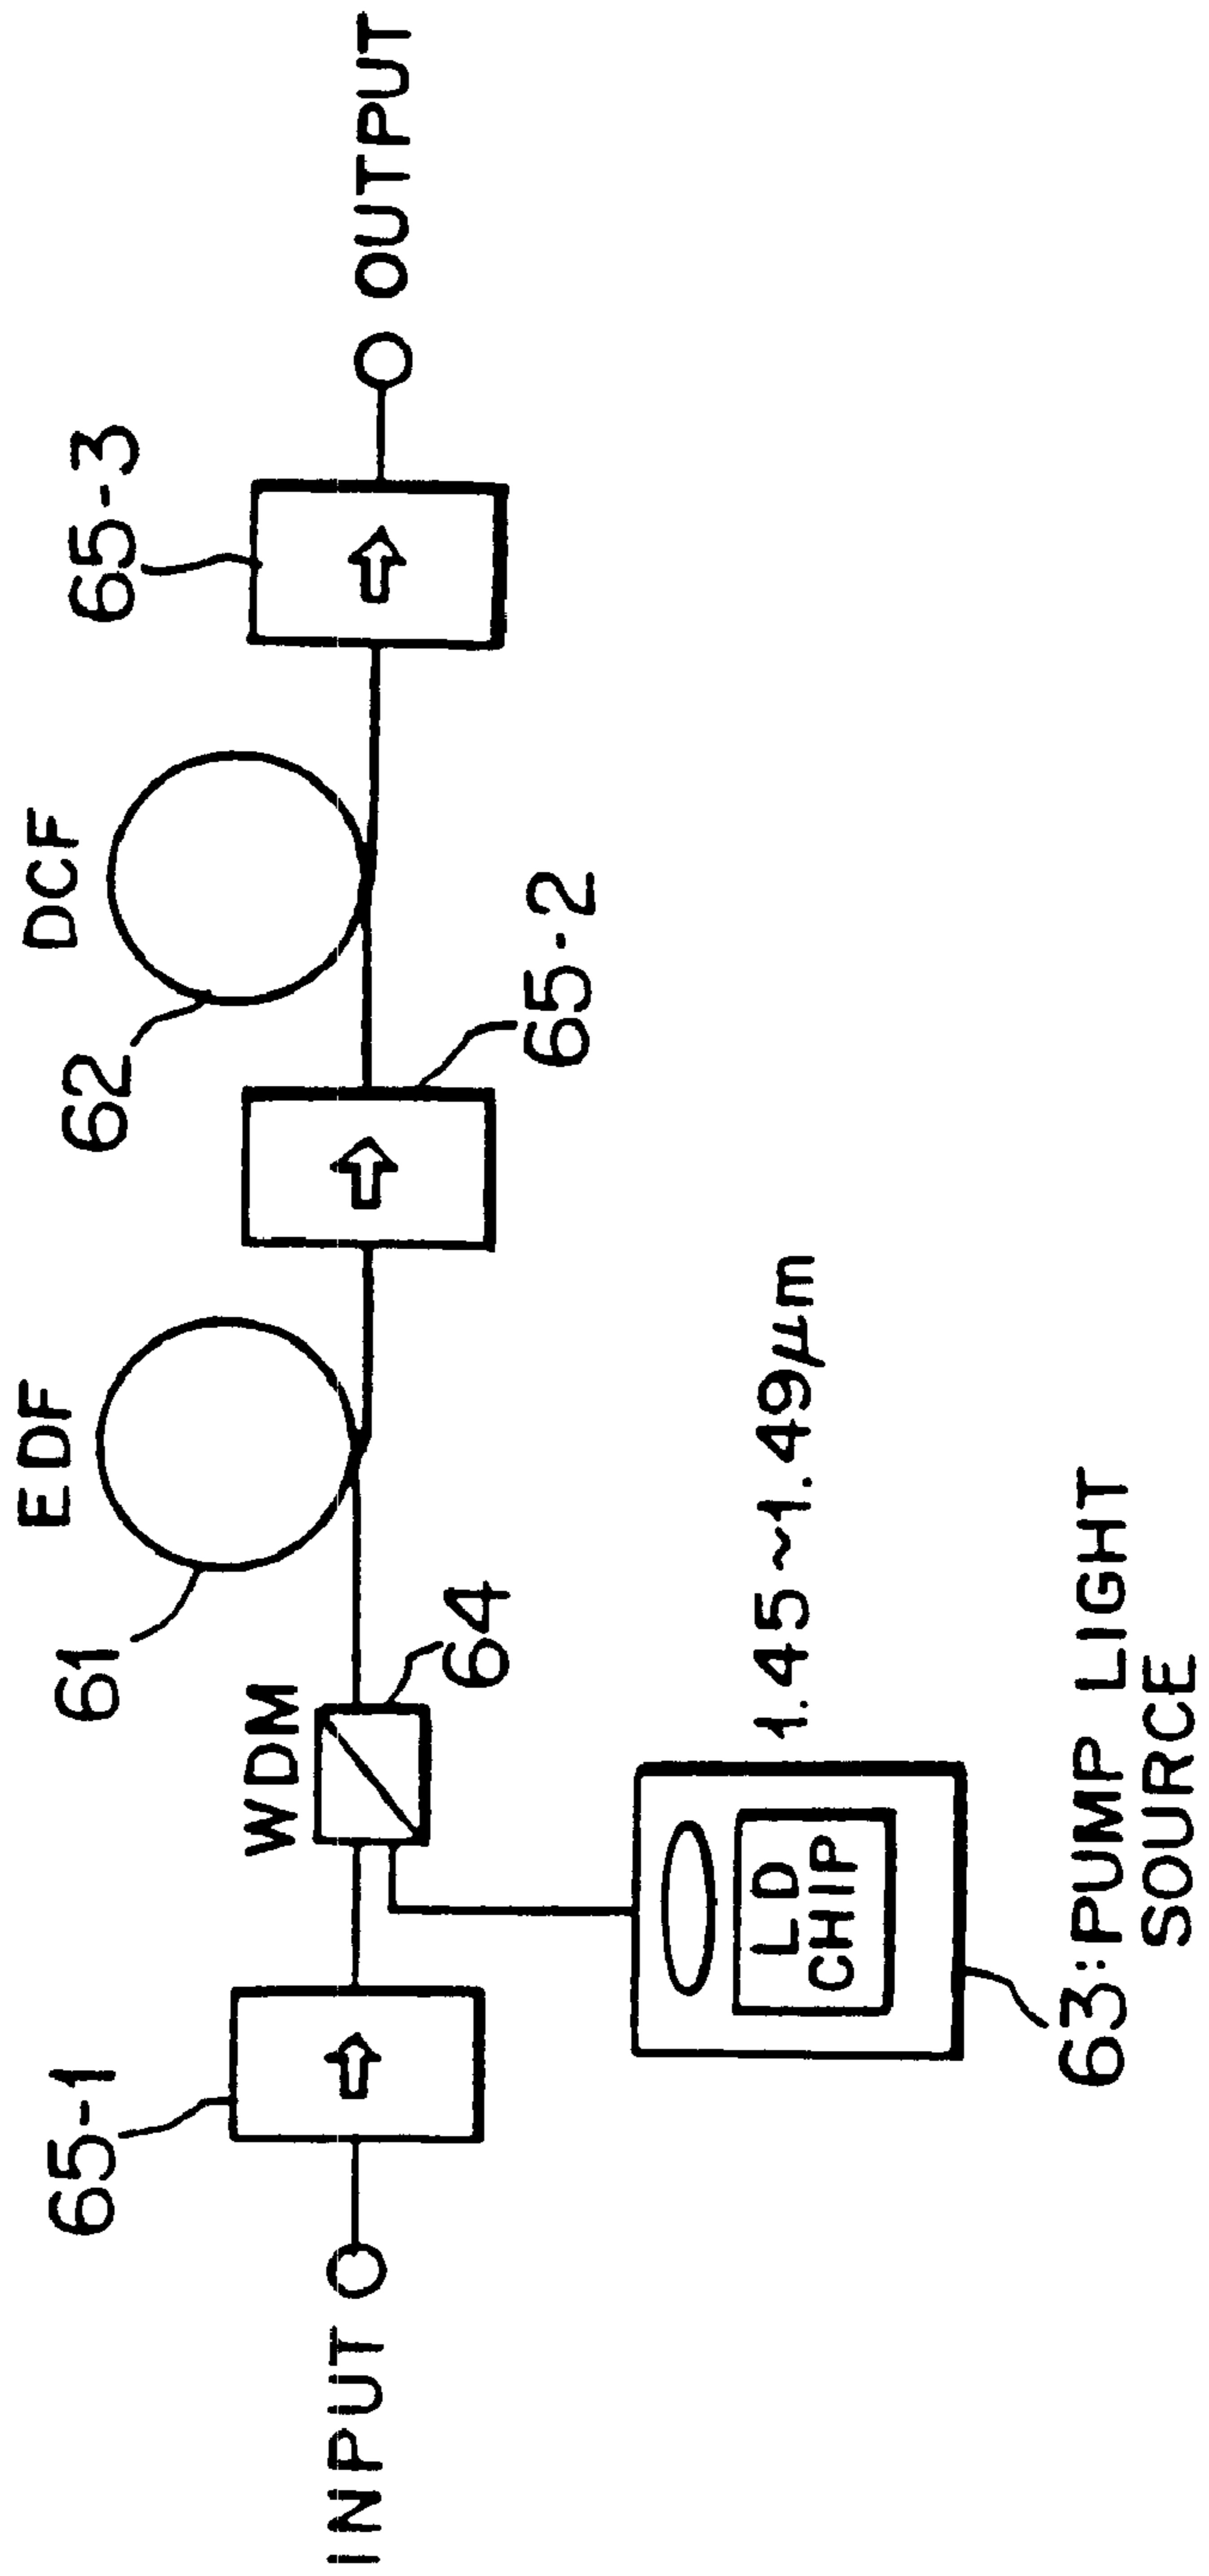 EDF
DCF
61
62
65-1
65-3
WDM
64
65-2
INPUT
OUTPUT
LD
CHIP
1.45~1.49μm
63:PUMP LIGHT
SOURCE